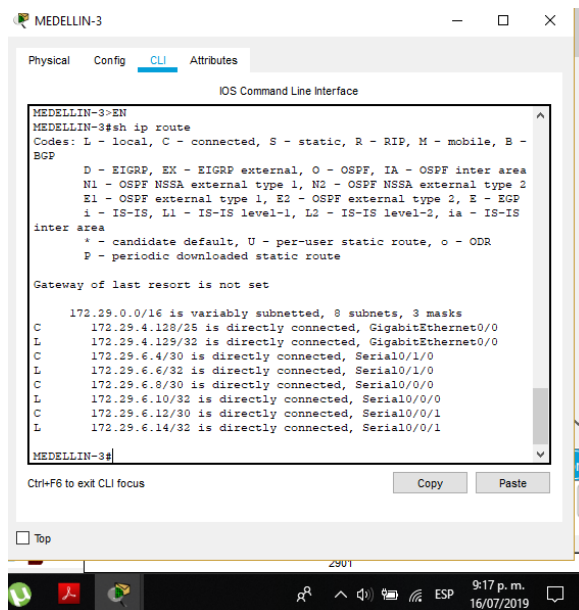 MEDELLIN-3
Physical Config CLI Attributes
IOS Command Line Interface
MEDELLIN-3>EN
MEDELLIN-3#sh ip route
Codes: L - local, C - connected, S - static, R - RIP, M - mobile, B -
BGP
D - EIGRP, EX - EIGRP external, O - OSPF, IA - OSPF inter area
N1 - OSPF NSSA external type 1, N2 - OSPF NSSA external type 2
E1 - OSPF external type 1, E2 - OSPF external type 2, E - EGP
i - IS-IS, L1 - IS-IS level-1, L2 - IS-IS level-2, ia - IS-IS
inter area
* - candidate default, U - per-user static route, o - ODR
P - periodic downloaded static route
Gateway of last resort is not set
172.29.0.0/16 is variably subnetted, 8 subnets, 3 masks
C 172.29.4.128/25 is directly connected, GigabitEthernet0/0
L 172.29.4.129/32 is directly connected, GigabitEthernet0/0
C 172.29.6.4/30 is directly connected, Serial0/1/0
L 172.29.6.6/32 is directly connected, Serial0/1/0
C 172.29.6.8/30 is directly connected, Serial0/0/0
L 172.29.6.10/32 is directly connected, Serial0/0/0
C 172.29.6.12/30 is directly connected, Serial0/0/1
L 172.29.6.14/32 is directly connected, Serial0/0/1
MEDELLIN-3#
Ctrl+F6 to exit CLI focus
Copy Paste
Top
2901
ESP
9:17 p. m.
16/07/2019